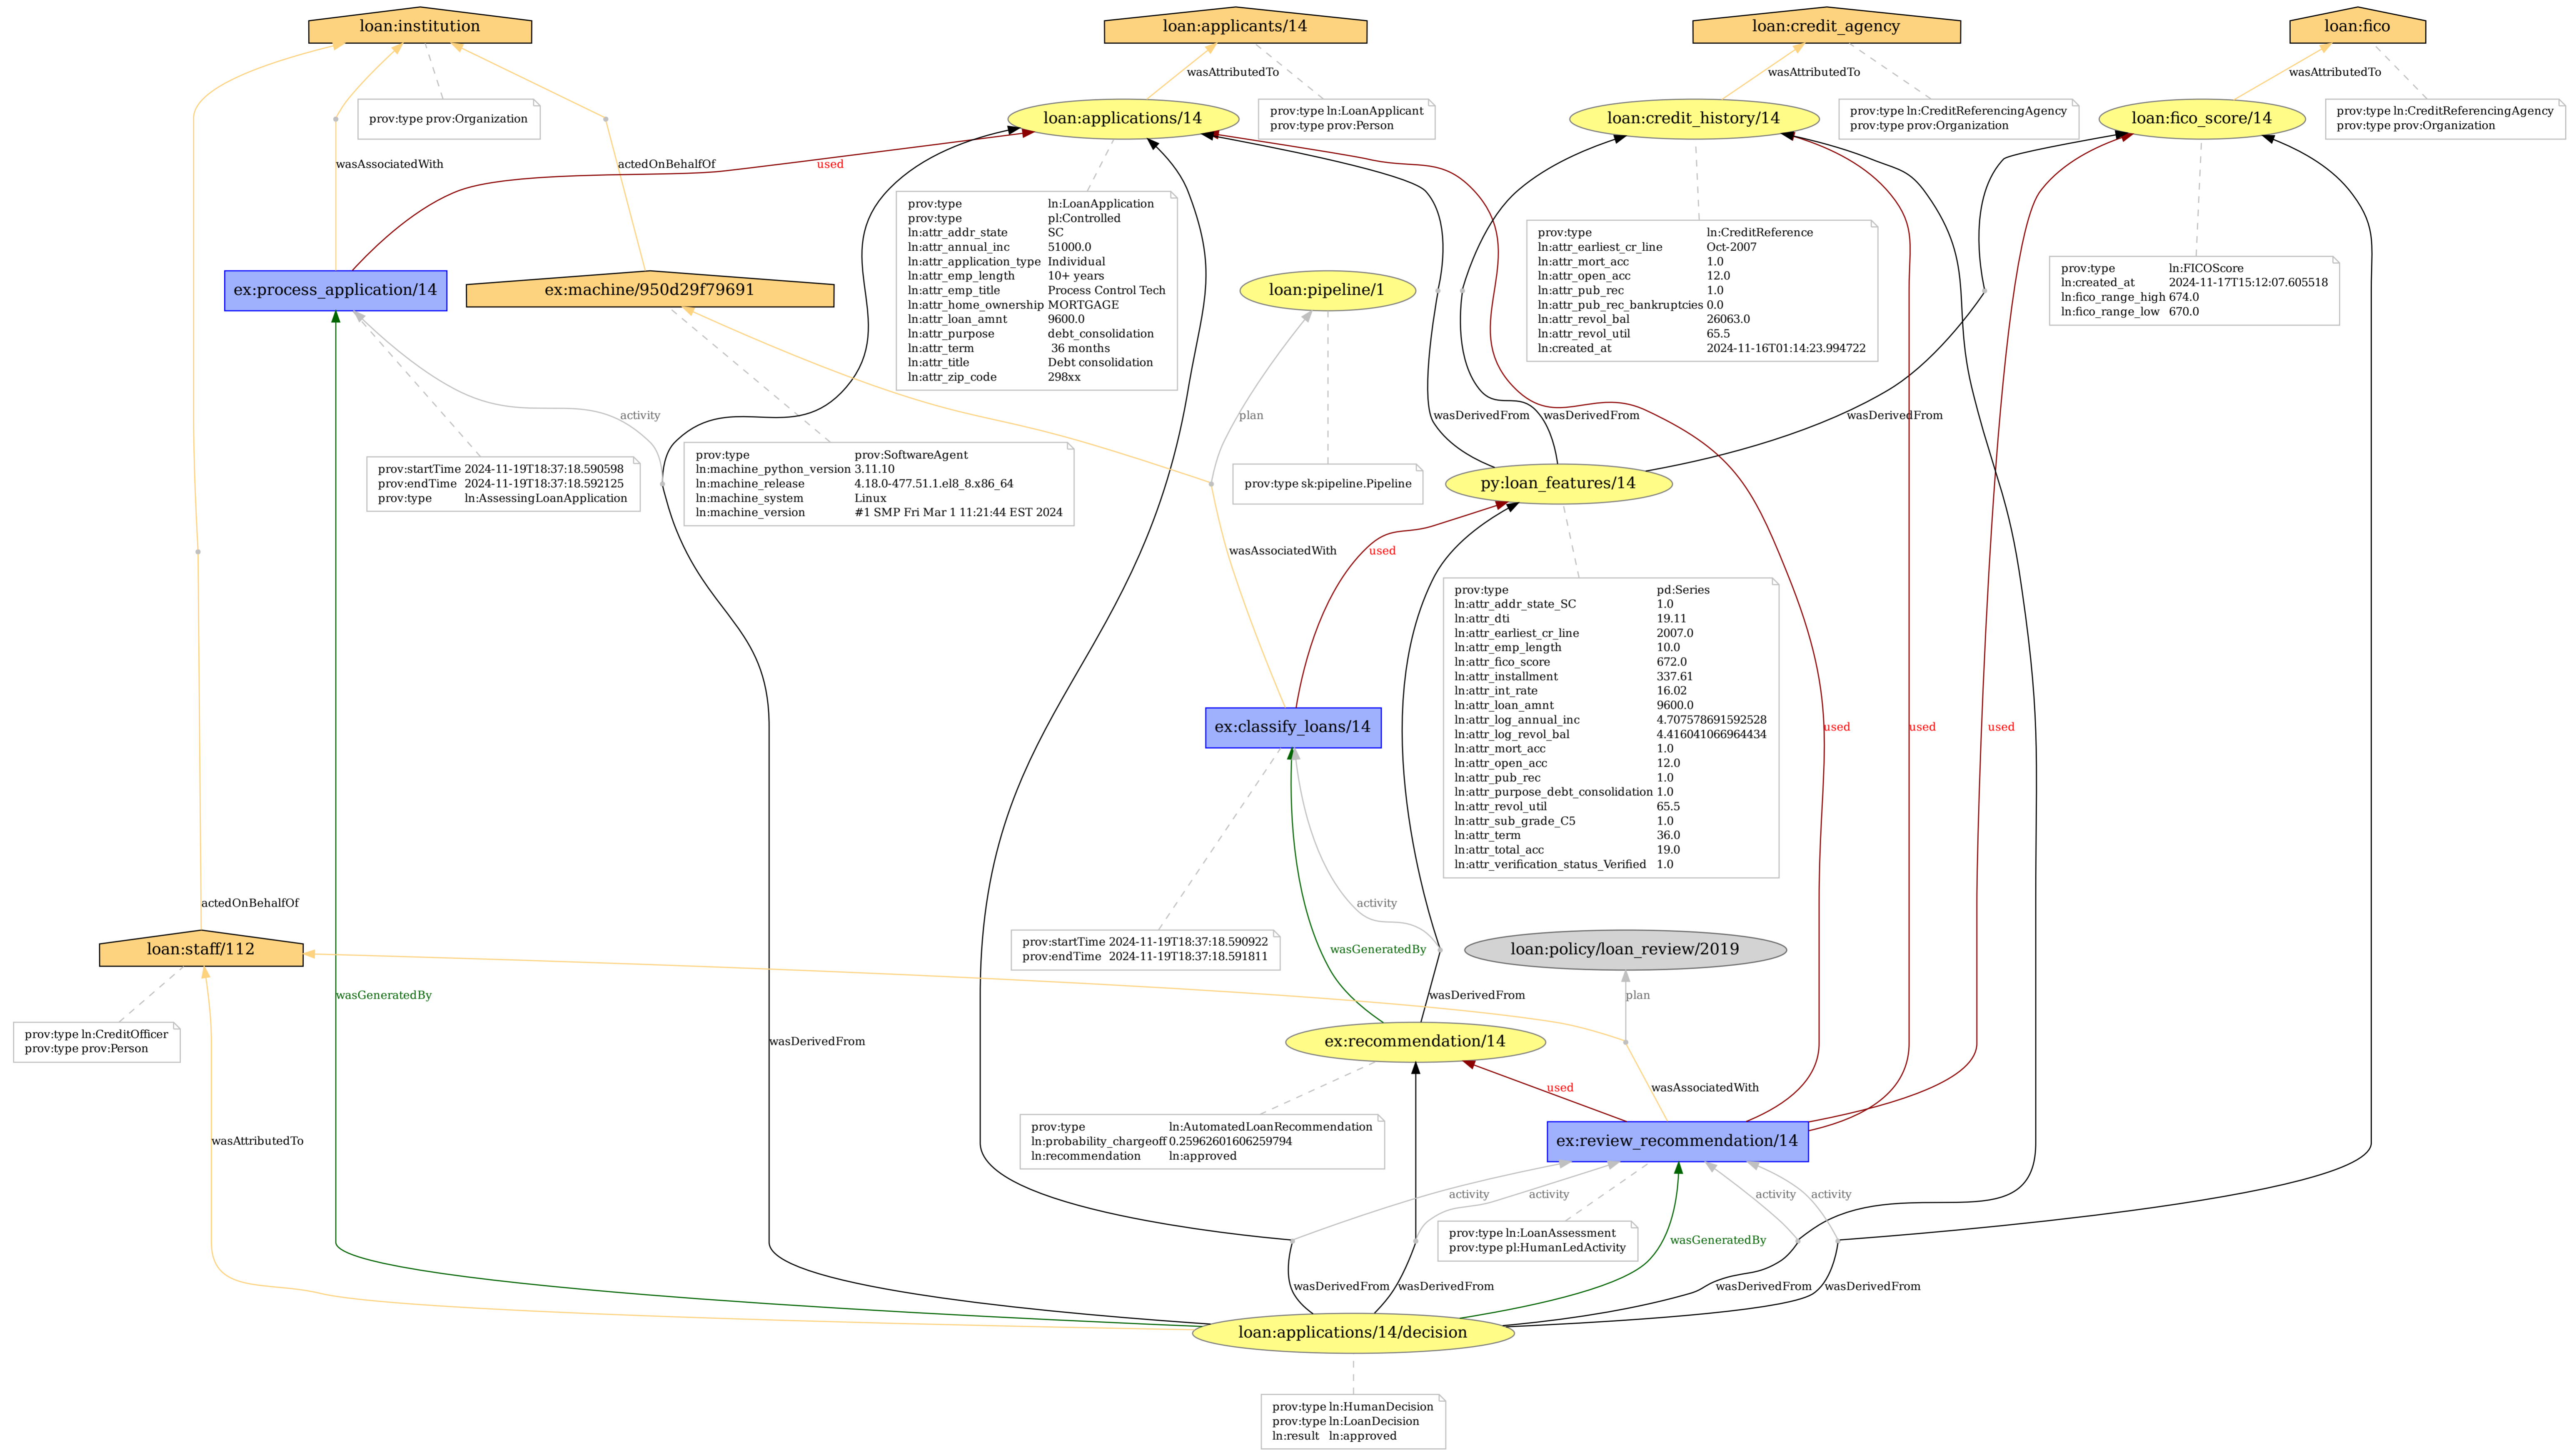 loan:institution
loan:applicants/14
loan:credit_agency
loan:fico
wasAttributedTo
wasAttributedTo
wasAttributedTo
prov:type prov:Organization
loan:applications/14
prov:type ln:LoanApplicant
prov:type prov:Person
loan:credit_history/14
prov:type ln:CreditReferencingAgency
prov:type prov:Organization
loan:fico_score/14
prov:type ln:CreditReferencingAgency
prov:type prov:Organization
wasAssociatedWith
actedOnBehalfOf
used
prov:type ln:LoanApplication
prov:type pl:Controlled
ln:attr_addr_state SC
ln:attr_annual_inc 51000.0
ln:attr_application_type Individual
ln:attr_emp_length 10+ years
ln:attr_emp_title Process Control Tech
ln:attr_home_ownership MORTGAGE
ln:attr_loan_amnt 9600.0
ln:attr_purpose debt_consolidation
ln:attr_term 36 months
ln:attr_title Debt consolidation
ln:attr_zip_code 298xx
prov:type ln:CreditReference
ln:attr_earliest_cr_line Oct-2007
ln:attr_mort_acc 1.0
ln:attr_open_acc 12.0
ln:attr_pub_rec 1.0
ln:attr_pub_rec_bankruptcies 0.0
ln:attr_revol_bal 26063.0
ln:attr_revol_util 65.5
ln:created_at 2024-11-16T01:14:23.994722
prov:type ln:FICOScore
ln:created_at 2024-11-17T15:12:07.605518
ln:fico_range_high 674.0
ln:fico_range_low 670.0
ex:process_application/14
ex:machine/950d29f79691
loan:pipeline/1
activity
plan
wasDerivedFrom
wasDerivedFrom
wasDerivedFrom
prov:startTime 2024-11-19T18:37:18.590598
prov:endTime 2024-11-19T18:37:18.592125
prov:type ln:AssessingLoanApplication
prov:type prov:SoftwareAgent
ln:machine_python_version 3.11.10
ln:machine_release 4.18.0-477.51.1.el8_8.x86_64
ln:machine_system Linux
ln:machine_version #1 SMP Fri Mar 1 11:21:44 EST 2024
prov:type sk:pipeline.Pipeline
py:loan_features/14
wasAssociatedWith
used
prov:type pd:Series
ln:attr_addr_state_SC 1.0
ln:attr_dti 19.11
ln:attr_earliest_cr_line 2007.0
ln:attr_emp_length 10.0
ln:attr_fico_score 672.0
ln:attr_installment 337.61
ln:attr_int_rate 16.02
ln:attr_loan_amnt 9600.0
ln:attr_log_annual_inc 4.707578691592528
ln:attr_log_revol_bal 4.416041066964434
ln:attr_mort_acc 1.0
ln:attr_open_acc 12.0
ln:attr_pub_rec 1.0
ln:attr_purpose_debt_consolidation 1.0
ln:attr_revol_util 65.5
ln:attr_sub_grade_C5 1.0
ln:attr_term 36.0
ln:attr_total_acc 19.0
ln:attr_verification_status_Verified 1.0
ex:classify_loans/14
used
used
used
actedOnBehalfOf
activity
loan:staff/112
prov:startTime 2024-11-19T18:37:18.590922
prov:endTime 2024-11-19T18:37:18.591811
wasGeneratedBy
loan:policy/loan_review/2019
wasGeneratedBy
wasDerivedFrom
plan
prov:type ln:CreditOfficer
prov:type prov:Person
wasDerivedFrom
ex:recommendation/14
used
wasAssociatedWith
wasAttributedTo
prov:type ln:AutomatedLoanRecommendation
ln:probability_chargeoff 0.25962601606259794
ln:recommendation ln:approved
ex:review_recommendation/14
activity
activity
activity
activity
prov:type ln:LoanAssessment
prov:type pl:HumanLedActivity
wasGeneratedBy
wasDerivedFrom
wasDerivedFrom
wasDerivedFrom
wasDerivedFrom
loan:applications/14/decision
prov:type ln:HumanDecision
prov:type ln:LoanDecision
ln:result ln:approved